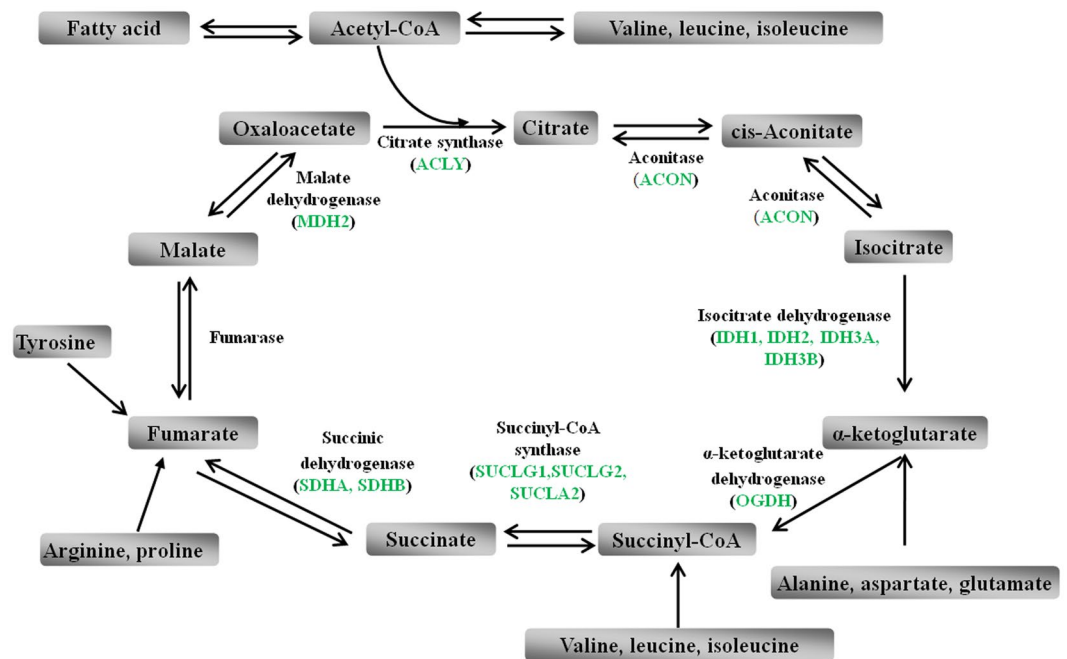 Fatty acid
Acetyl-CoA
Valine, leucine, isoleucine
Oxaloacetate
Citrate
cis-Aconitate
Citrate synthase
(ACLY)
Aconitase
(ACON)
Malate
dehydrogenase
(MDH2)
Aconitase
(ACON)
Malate
Isocitrate
Tyrosine
Fumarase
Isocitrate dehydrogenase
(IDH1, IDH2, IDH3A,
IDH3B)
Fumarate
Succinic
dehydrogenase
(SDHA, SDHB)
Succinyl-CoA
synthase
(SUCLG1,SUCLG2,
SUCLA2)
α-ketoglutarate
α-ketoglutarate
dehydrogenase
(OGDH)
Arginine, proline
Succinate
Succinyl-CoA
Alanine, aspartate, glutamate
Valine, leucine, isoleucine